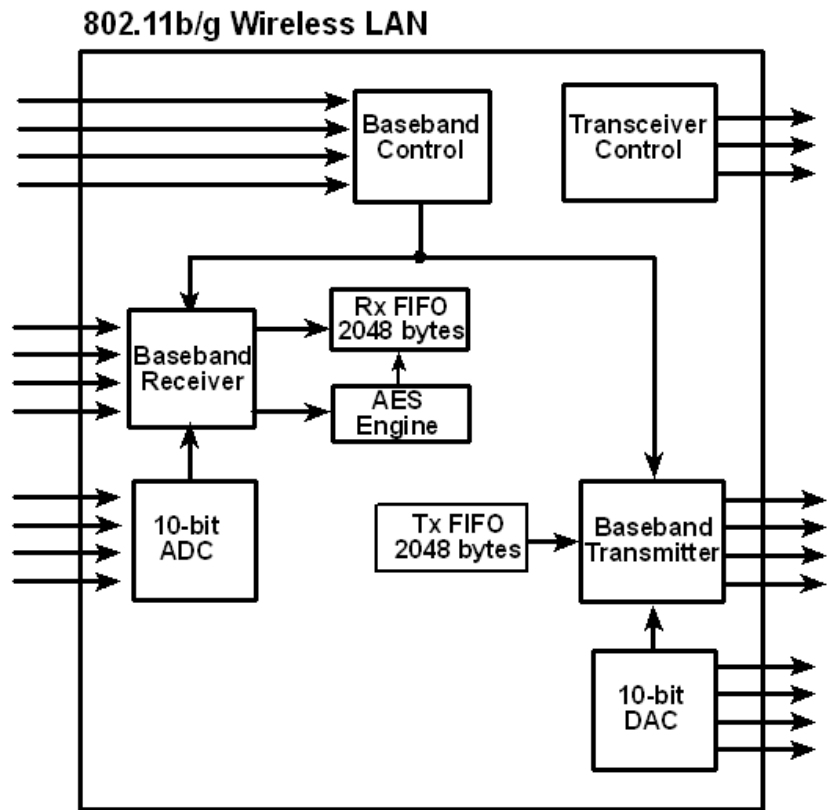 802.11b/g Wireless LAN
Baseband
Control
Transceiver
Control
Rx FIFO
2048 bytes
Baseband
Receiver
AES
Engine
10-bit
ADC
Tx FIFO
2048 bytes
Baseband
Transmitter
10-bit
DAC